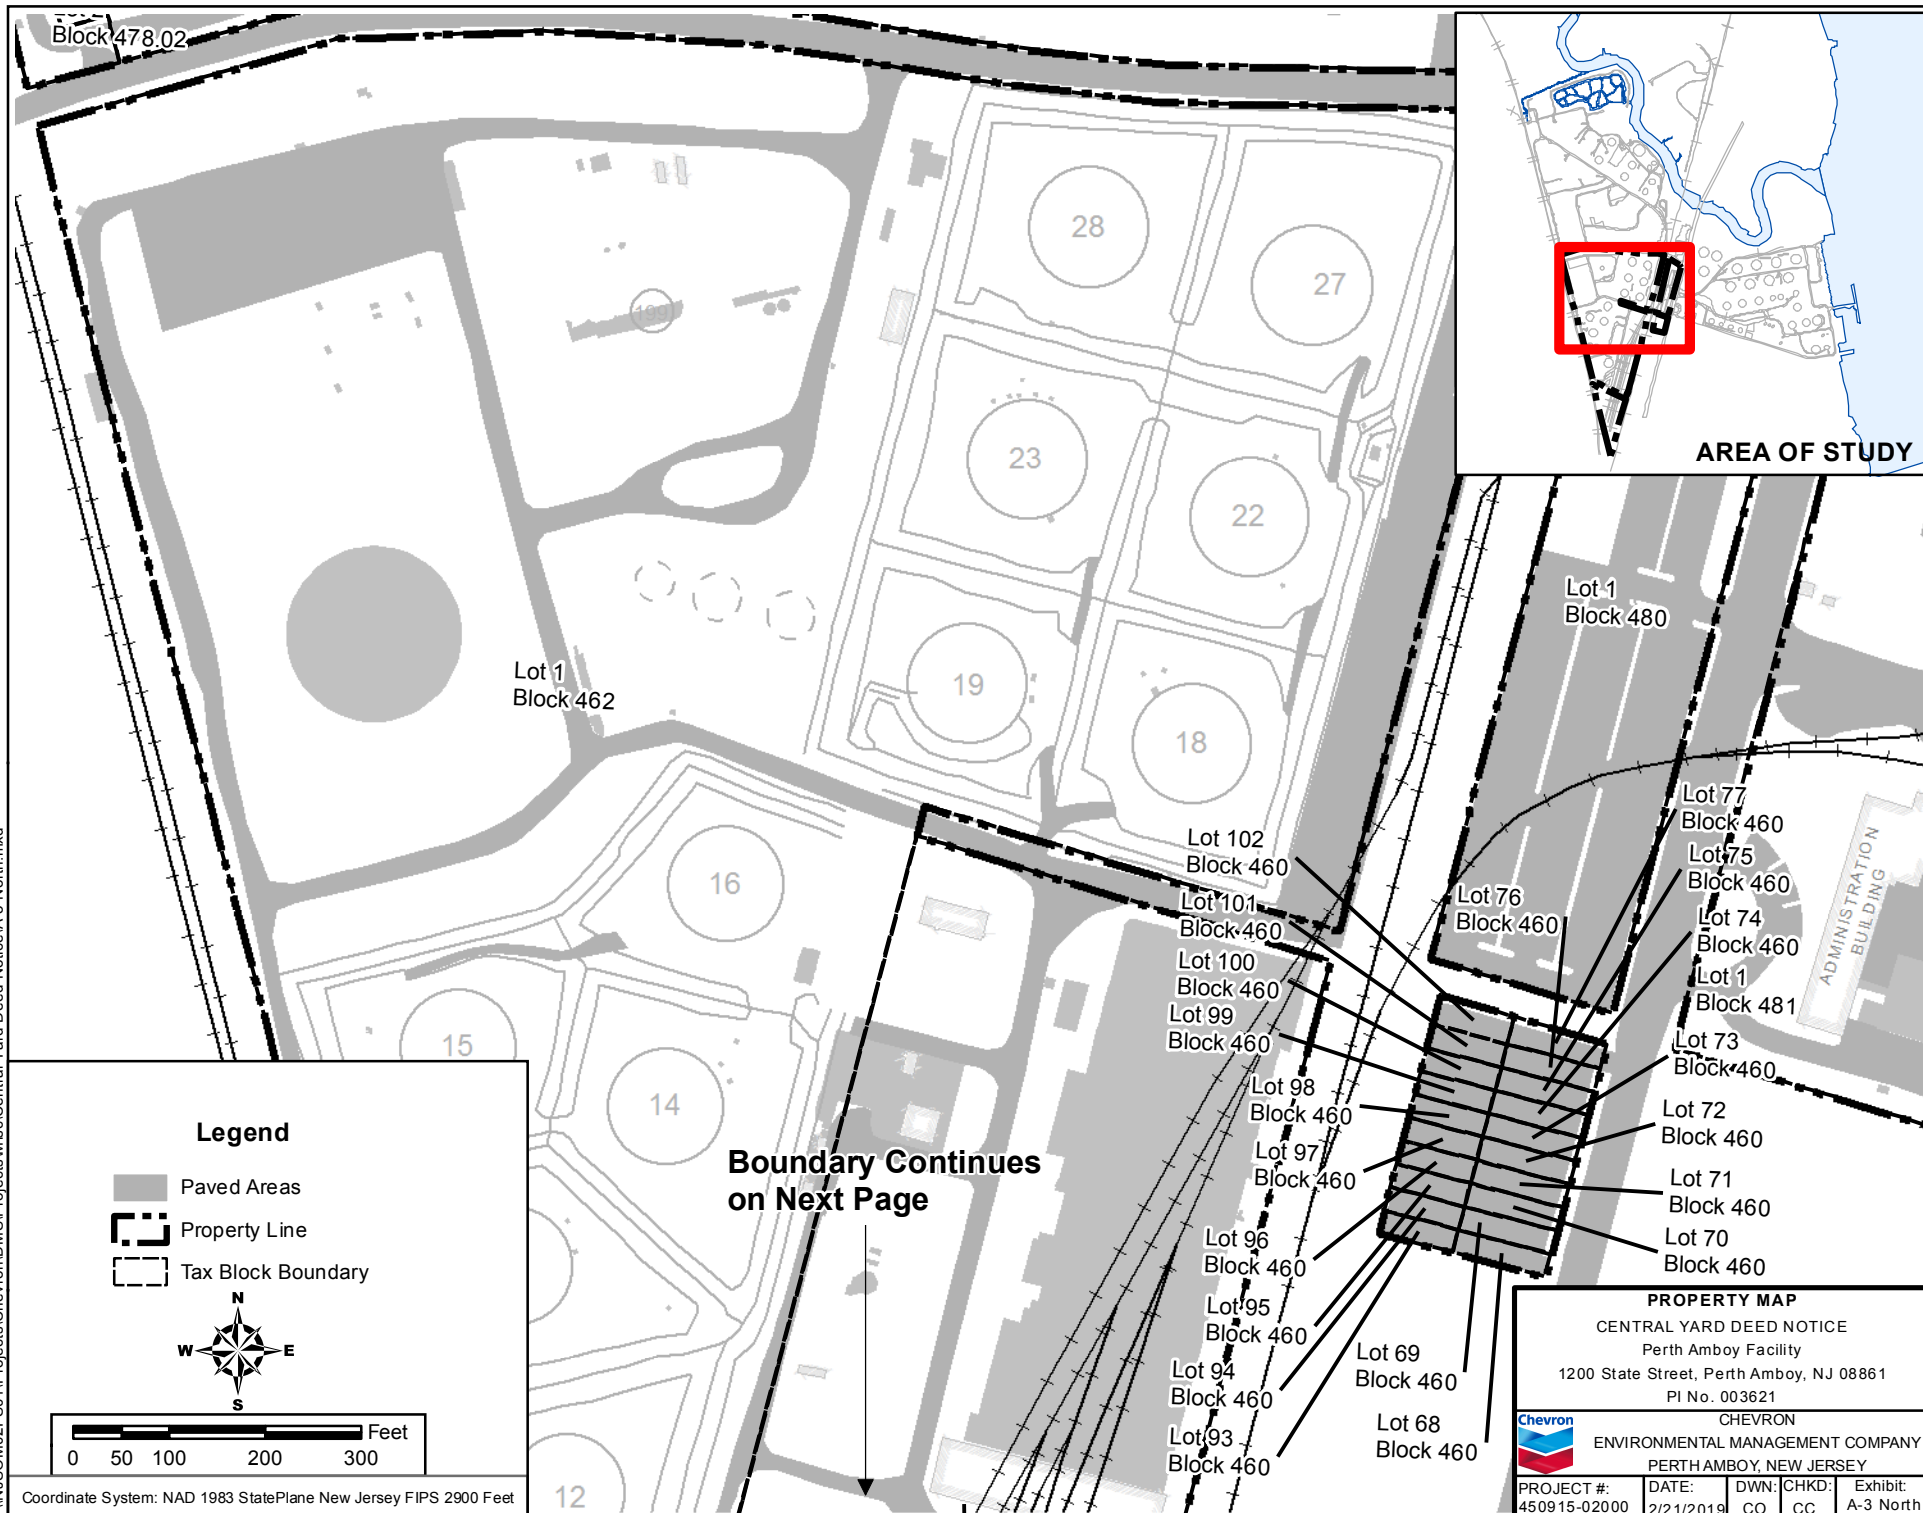 Block 478.02
28
27
199
23
22
19
18
16
15
14
12
Lot 1
Block 462
Lot 1
Block 480
AREA OF STUDY
Lot 77
Block 460
Lot 75
Block 460
Lot 74
Block 460
Lot 1
Block 481
Lot 76
Block 460
Lot 102
Block 460
Lot 101
Block 460
Lot 100
Block 460
Lot 99
Block 460
Lot 98
Block 460
Lot 97
Block 460
Lot 96
Block 460
Lot 95
Block 460
Lot 94
Block 460
Lot 93
Block 460
Lot 73
Block 460
Lot 72
Block 460
Lot 71
Block 460
Lot 70
Block 460
Lot 69
Block 460
Lot 68
Block 460
ADMINISTRATION
BUILDING
Boundary Continues
on Next Page
Legend
Paved Areas
Property Line
Tax Block Boundary
N
W E
S
Feet
0 50 100 200 300
Coordinate System: NAD 1983 StatePlane New Jersey FIPS 2900 Feet
PROPERTY MAP
CENTRAL YARD DEED NOTICE
Perth Amboy Facility
1200 State Street, Perth Amboy, NJ 08861
PI No. 003621
Chevron
CHEVRON
ENVIRONMENTAL MANAGEMENT COMPANY
PERTH AMBOY, NEW JERSEY
PROJECT #:
450915-02000
DATE:
2/21/2019
DWN:
CO
CHKD:
CC
Exhibit:
A-3 North